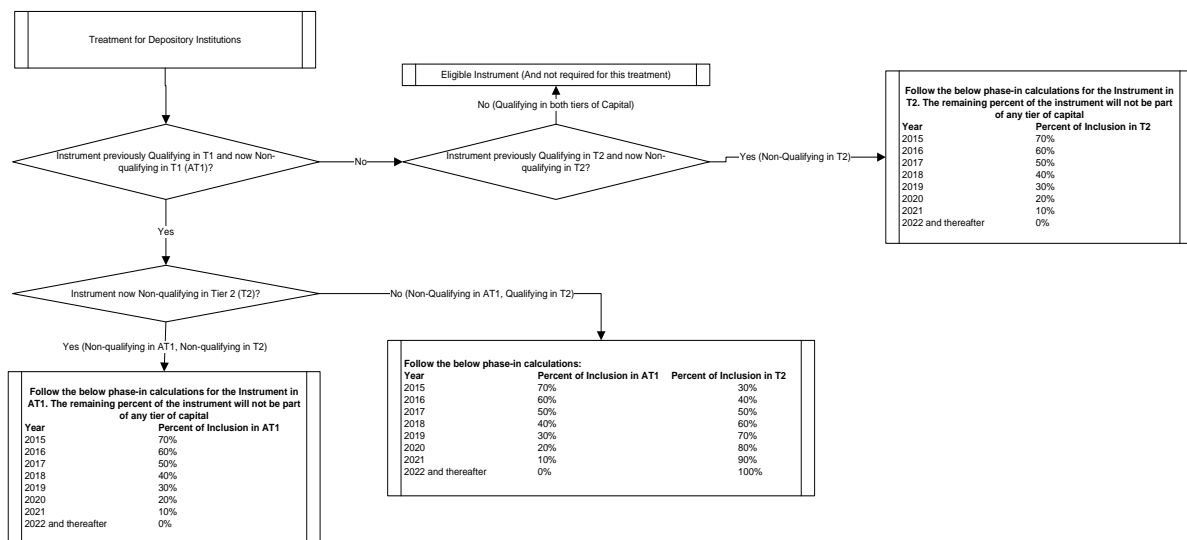 Treatment for Depository Institutions
Eligible Instrument (And not required for this treatment)
No (Qualifying in both tiers of Capital)
Instrument previously Qualifying in T1 and now Non-
qualifying in T1 (AT1)?
No
Instrument previously Qualifying in T2 and now Non-
qualifying in T2?
Yes (Non-Qualifying in T2)
Follow the below phase-in calculations for the Instrument in
T2. The remaining percent of the instrument will not be part
of any tier of capital
Year Percent of Inclusion in T2
2015 70%
2016 60%
2017 50%
2018 40%
2019 30%
2020 20%
2021 10%
2022 and thereafter 0%
Yes
Instrument now Non-qualifying in Tier 2 (T2)?
No (Non-Qualifying in AT1, Qualifying in T2)
Yes (Non-qualifying in AT1, Non-qualifying in T2)
Follow the below phase-in calculations for the Instrument in
AT1. The remaining percent of the instrument will not be part
of any tier of capital
Year Percent of Inclusion in AT1
2015 70%
2016 60%
2017 50%
2018 40%
2019 30%
2020 20%
2021 10%
2022 and thereafter 0%
Follow the below phase-in calculations:
Year Percent of Inclusion in AT1 Percent of Inclusion in T2
2015 70% 30%
2016 60% 40%
2017 50% 50%
2018 40% 60%
2019 30% 70%
2020 20% 80%
2021 10% 90%
2022 and thereafter 0% 100%